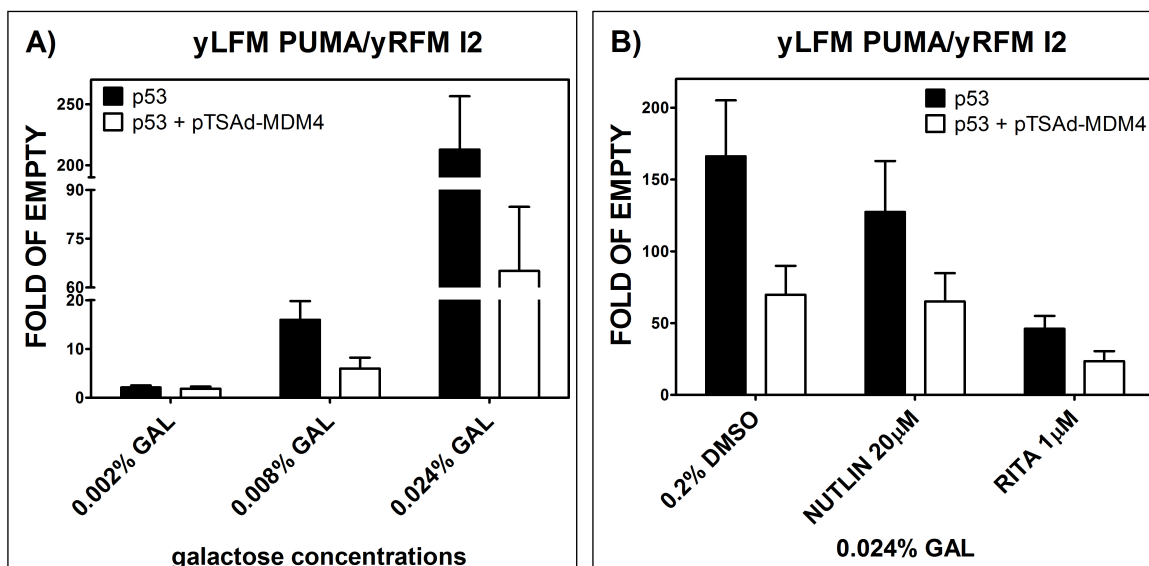 A)
yLFM PUMA/yRFM I2
p53
p53 + pTSAd-MDM4
FOLD OF EMPTY
250
200
90
75
60
20
10
0
0.002% GAL
0.008% GAL
0.024% GAL
galactose concentrations
B)
yLFM PUMA/yRFM I2
p53
p53 + pTSAd-MDM4
FOLD OF EMPTY
200
150
100
50
0
0.2% DMSO
NUTLIN 20µM
RITA 1µM
0.024% GAL